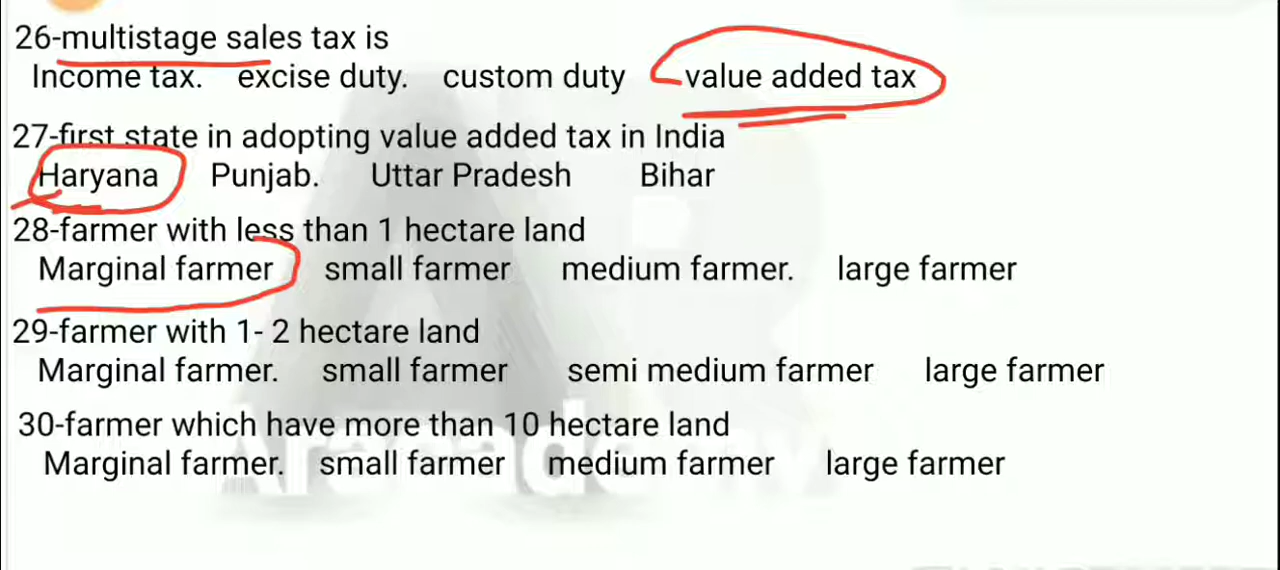 26-multistage sales tax is
Income tax. excise duty. custom duty value added tax
27-first state in adopting value added tax in India
Haryana Punjab. Uttar Pradesh Bihar
28-farmer with less than 1 hectare land
Marginal farmer small farmer medium farmer. large farmer
29-farmer with 1- 2 hectare land
Marginal farmer. small farmer semi medium farmer large farmer
30-farmer which have more than 10 hectare land
Marginal farmer. small farmer medium farmer large farmer